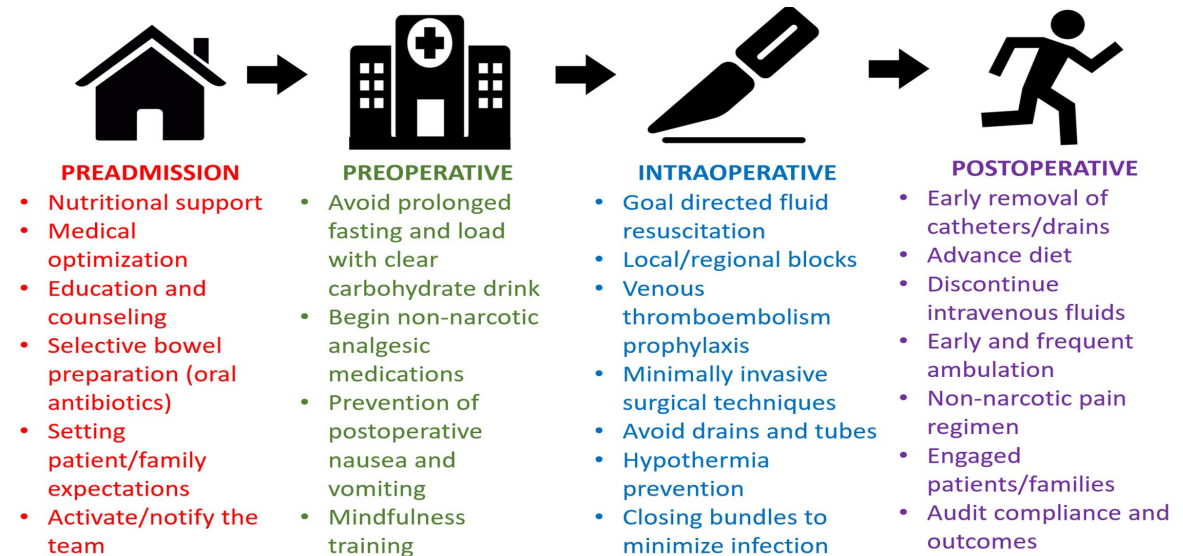 PREADMISSION
• Nutritional support
• Medical
optimization
• Education and
counseling
• Selective bowel
preparation (oral
antibiotics)
• Setting
patient/family
expectations
• Activate/notify the
team
PREOPERATIVE
• Avoid prolonged
fasting and load
with clear
carbohydrate drink
• Begin non-narcotic
analgesic
medications
• Prevention of
postoperative
nausea and
vomiting
• Mindfulness
training
INTRAOPERATIVE
• Goal directed fluid
resuscitation
• Local/regional blocks
• Venous
thromboembolism
prophylaxis
• Minimally invasive
surgical techniques
• Avoid drains and tubes
• Hypothermia
prevention
• Closing bundles to
minimize infection
POSTOPERATIVE
• Early removal of
catheters/drains
• Advance diet
• Discontinue
intravenous fluids
• Early and frequent
ambulation
• Non-narcotic pain
regimen
• Engaged
patients/families
• Audit compliance and
outcomes